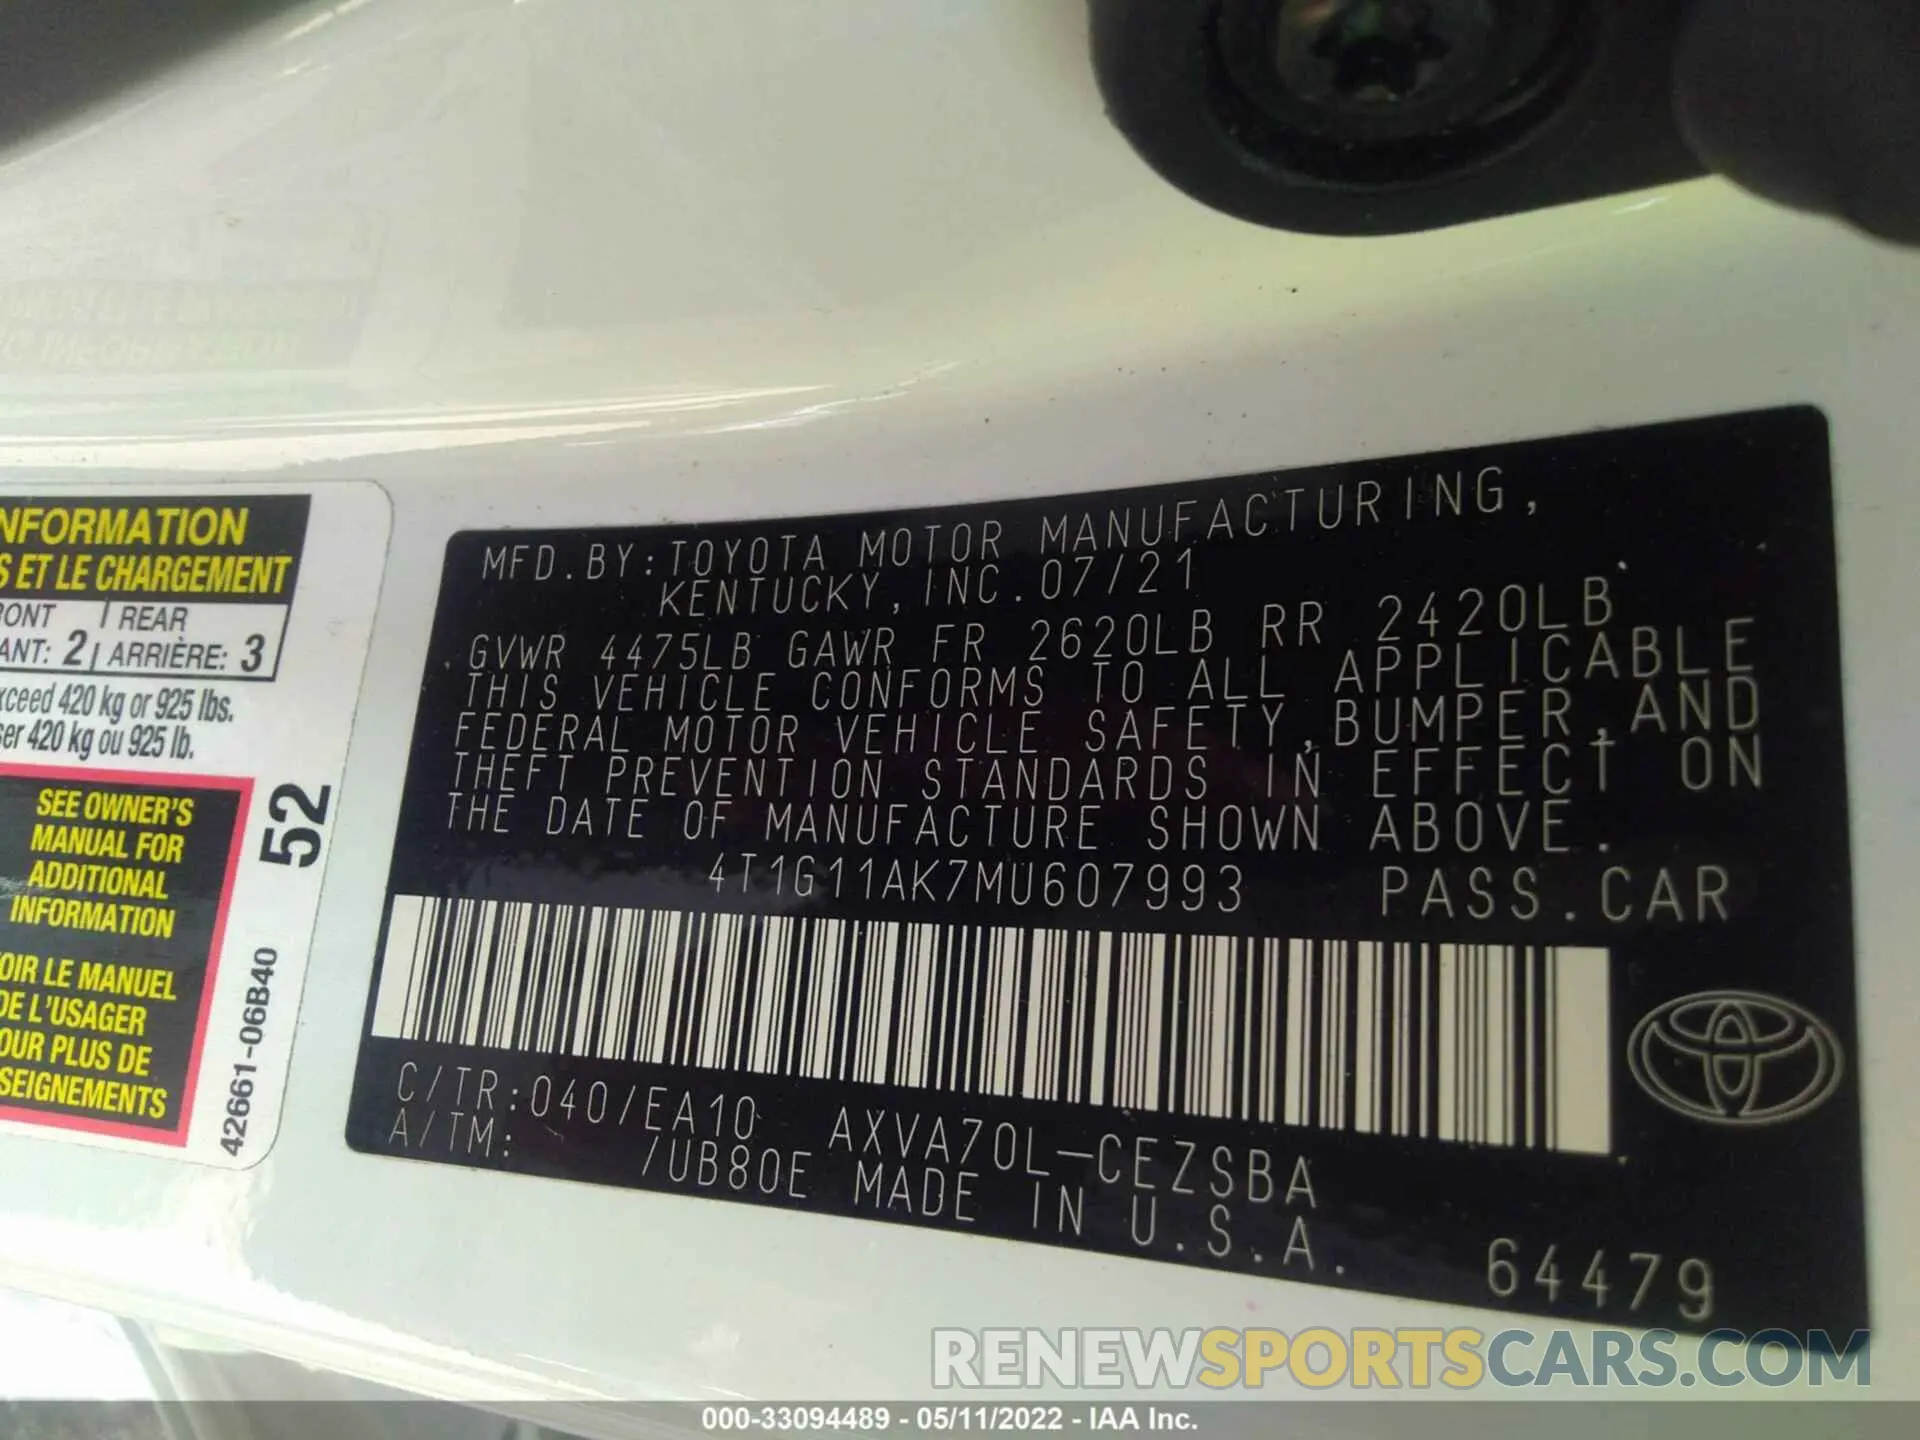 NFORMATION
S ET LE CHARGEMENT
RONT | REAR
ANT: 2 | ARRIÈRE: 3
xceed 420 kg or 925 lbs.
ser 420 kg ou 925 lb.
SEE OWNER'S
MANUAL FOR
ADDITIONAL
INFORMATION
OIR LE MANUEL
DE L'USAGER
OUR PLUS DE
SEIGNEMENTS
52
42661-06B40
MFD.BY:TOYOTA MOTOR MANUFACTURING,
KENTUCKY,INC.07/21
GVWR 4475LB GAWR FR 2620LB RR 2420LB
THIS VEHICLE CONFORMS TO ALL APPLICABLE
FEDERAL MOTOR VEHICLE SAFETY,BUMPER,AND
THEFT PREVENTION STANDARDS IN EFFECT ON
THE DATE OF MANUFACTURE SHOWN ABOVE.
4T1G11AK7MU607993 PASS.CAR
C/TR:040/EA10 AXVA70L-CEZSBA
A/TM: /UB80E MADE IN U.S.A.
64479
RENEWSPORTSCARS.COM
000-33094489 - 05/11/2022 - IAA Inc.